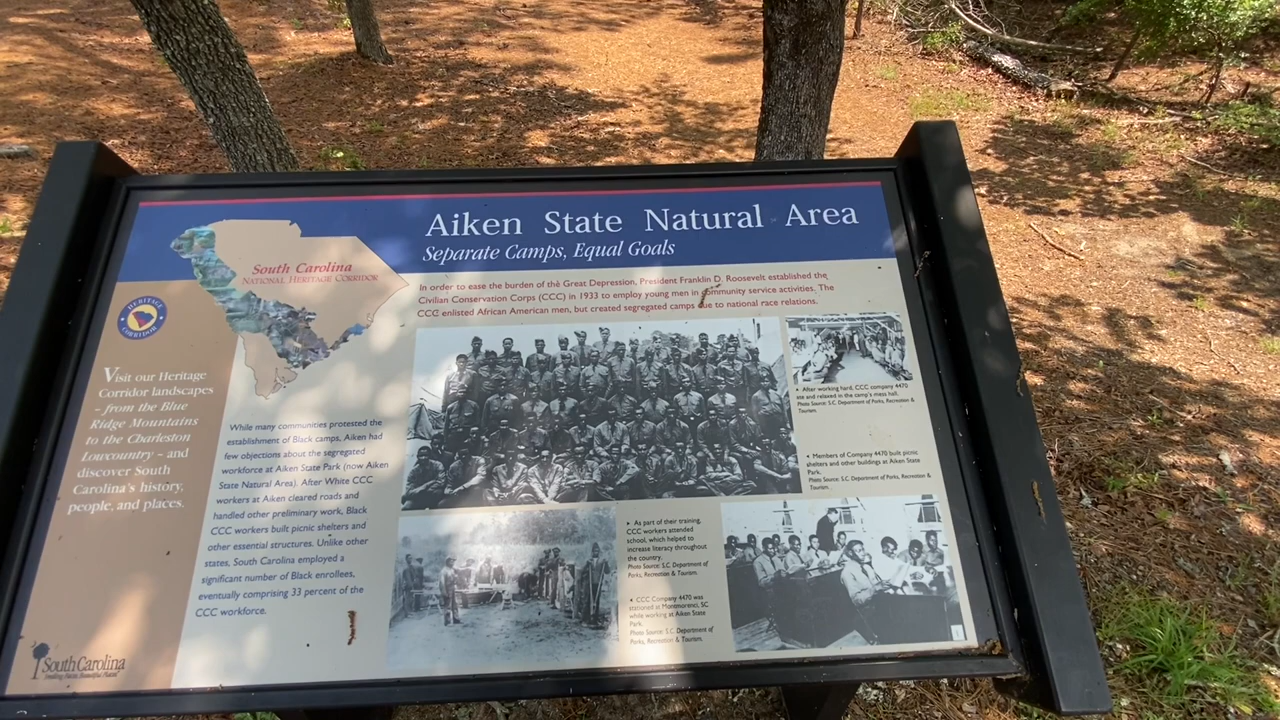 Aiken State Natural Area
Separate Camps, Equal Goals
South Carolina
NATIONAL HERITAGE CORRIDOR
HERITAGE
CORRIDOR
In order to ease the burden of the Great Depression, President Franklin D. Roosevelt established the
Civilian Conservation Corps (CCC) in 1933 to employ young men in community service activities. The
CCC enlisted African American men, but created segregated camps due to national race relations.
Visit our Heritage
Corridor landscapes
- from the Blue
Ridge Mountains
to the Charleston
Lowcountry - and
discover South
Carolina's history,
people, and places.
While many communities protested the
establishment of Black camps, Aiken had
few objections about the segregated
workforce at Aiken State Park (now Aiken
State Natural Area). After White CCC
workers at Aiken cleared roads and
handled other preliminary work, Black
CCC workers built picnic shelters and
other essential structures. Unlike other
states, South Carolina employed a
significant number of Black enrollees,
eventually comprising 33 percent of the
CCC workforce.
After working hard, CCC company 4470
ate and relaxed in the camp's mess hall.
Photo Source: S.C. Department of Parks, Recreation &
Tourism.
Members of Company 4470 built picnic
shelters and other buildings at Aiken State
Park.
Photo Source: S.C. Department of Parks, Recreation &
Tourism.
As part of their training,
CCC workers attended
school, which helped to
increase literacy throughout
the country.
Photo Source: S.C. Department of
Parks, Recreation & Tourism.
CCC Company 4470 was
stationed at Montmorenci, SC
while working at Aiken State
Park.
Photo Source: S.C. Department of
Parks, Recreation & Tourism.
South Carolina
Smiling Faces. Beautiful Places.